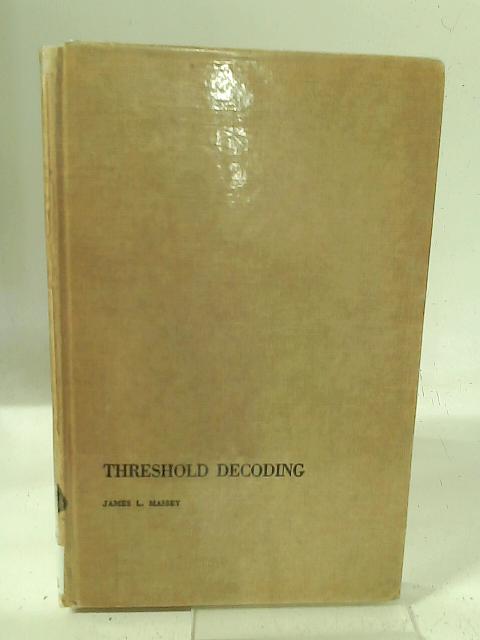 THRESHOLD DECODING
JAMES L. MASSEY